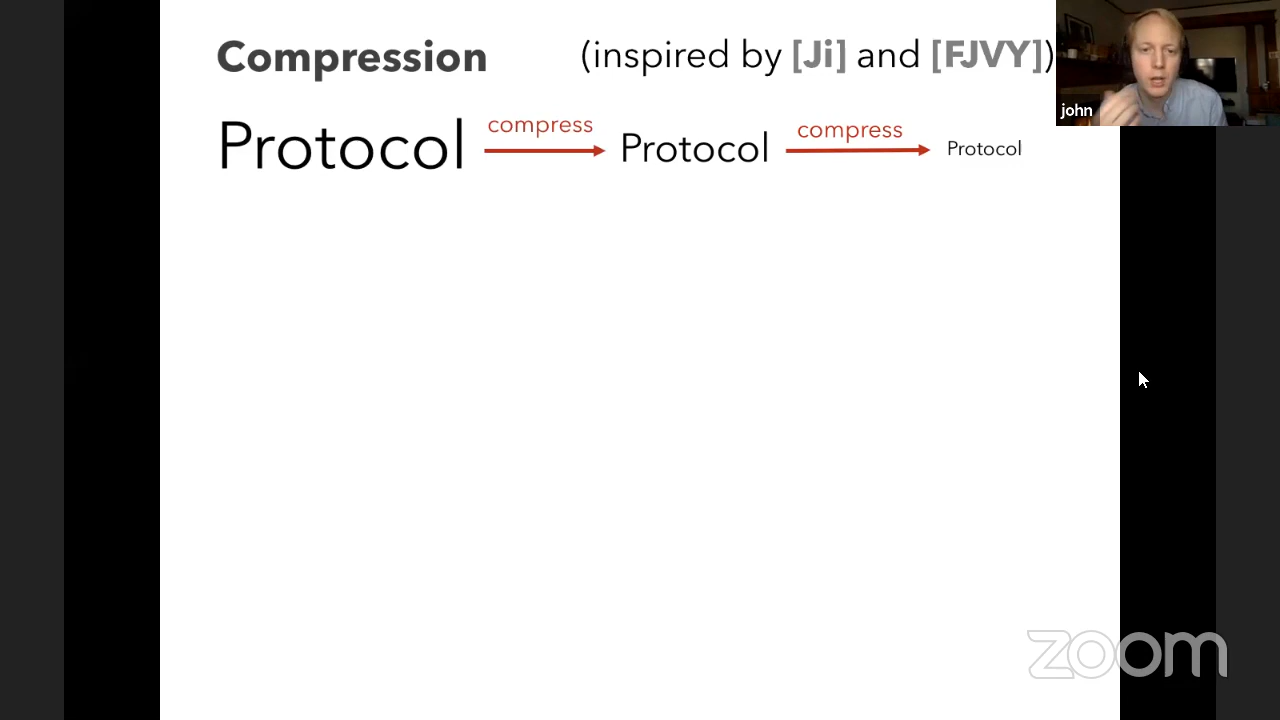 Compression (inspired by [Ji] and [FJVY])
john
compress compress
Protocol Protocol Protocol
zoom